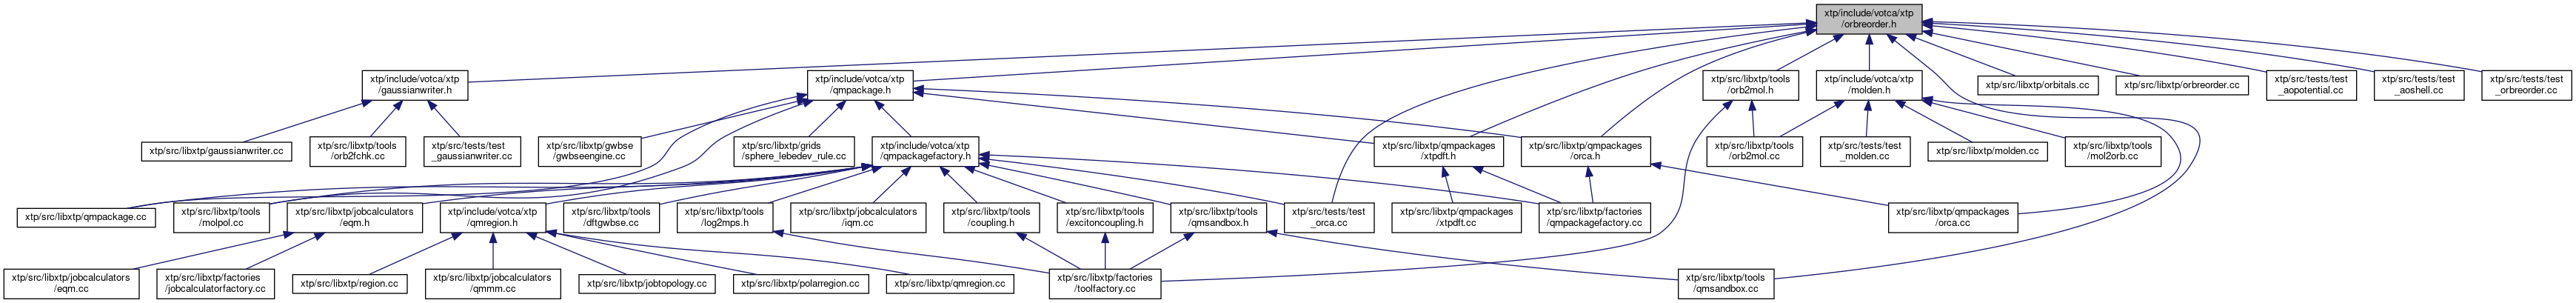 xtp/include/votca/xtp
/orbreorder.h
xtp/include/votca/xtp
/gaussianwriter.h
xtp/include/votca/xtp
/qmpackage.h
xtp/src/libxtp/tools
/orb2mol.h
xtp/include/votca/xtp
/molden.h
xtp/src/libxtp/orbitals.cc
xtp/src/libxtp/orbreorder.cc
xtp/src/tests/test
_aopotential.cc
xtp/src/tests/test
_aoshell.cc
xtp/src/tests/test
_orbreorder.cc
xtp/src/libxtp/gaussianwriter.cc
xtp/src/libxtp/tools
/orb2fchk.cc
xtp/src/tests/test
_gaussianwriter.cc
xtp/src/libxtp/gwbse
/gwbseengine.cc
xtp/src/libxtp/grids
/sphere_lebedev_rule.cc
xtp/include/votca/xtp
/qmpackagefactory.h
xtp/src/libxtp/qmpackages
/xtpdft.h
xtp/src/libxtp/qmpackages
/orca.h
xtp/src/libxtp/tools
/orb2mol.cc
xtp/src/tests/test
_molden.cc
xtp/src/libxtp/molden.cc
xtp/src/libxtp/tools
/mol2orb.cc
xtp/src/libxtp/qmpackage.cc
xtp/src/libxtp/tools
/molpol.cc
xtp/src/libxtp/jobcalculators
/eqm.h
xtp/include/votca/xtp
/qmregion.h
xtp/src/libxtp/tools
/dftgwbse.cc
xtp/src/libxtp/tools
/log2mps.h
xtp/src/libxtp/jobcalculators
/iqm.cc
xtp/src/libxtp/tools
/coupling.h
xtp/src/libxtp/tools
/excitoncoupling.h
xtp/src/libxtp/tools
/qmsandbox.h
xtp/src/tests/test
_orca.cc
xtp/src/libxtp/qmpackages
/xtpdft.cc
xtp/src/libxtp/factories
/qmpackagefactory.cc
xtp/src/libxtp/qmpackages
/orca.cc
xtp/src/libxtp/jobcalculators
/eqm.cc
xtp/src/libxtp/factories
/jobcalculatorfactory.cc
xtp/src/libxtp/region.cc
xtp/src/libxtp/jobcalculators
/qmmm.cc
xtp/src/libxtp/jobtopology.cc
xtp/src/libxtp/polarregion.cc
xtp/src/libxtp/qmregion.cc
xtp/src/libxtp/factories
/toolfactory.cc
xtp/src/libxtp/tools
/qmsandbox.cc